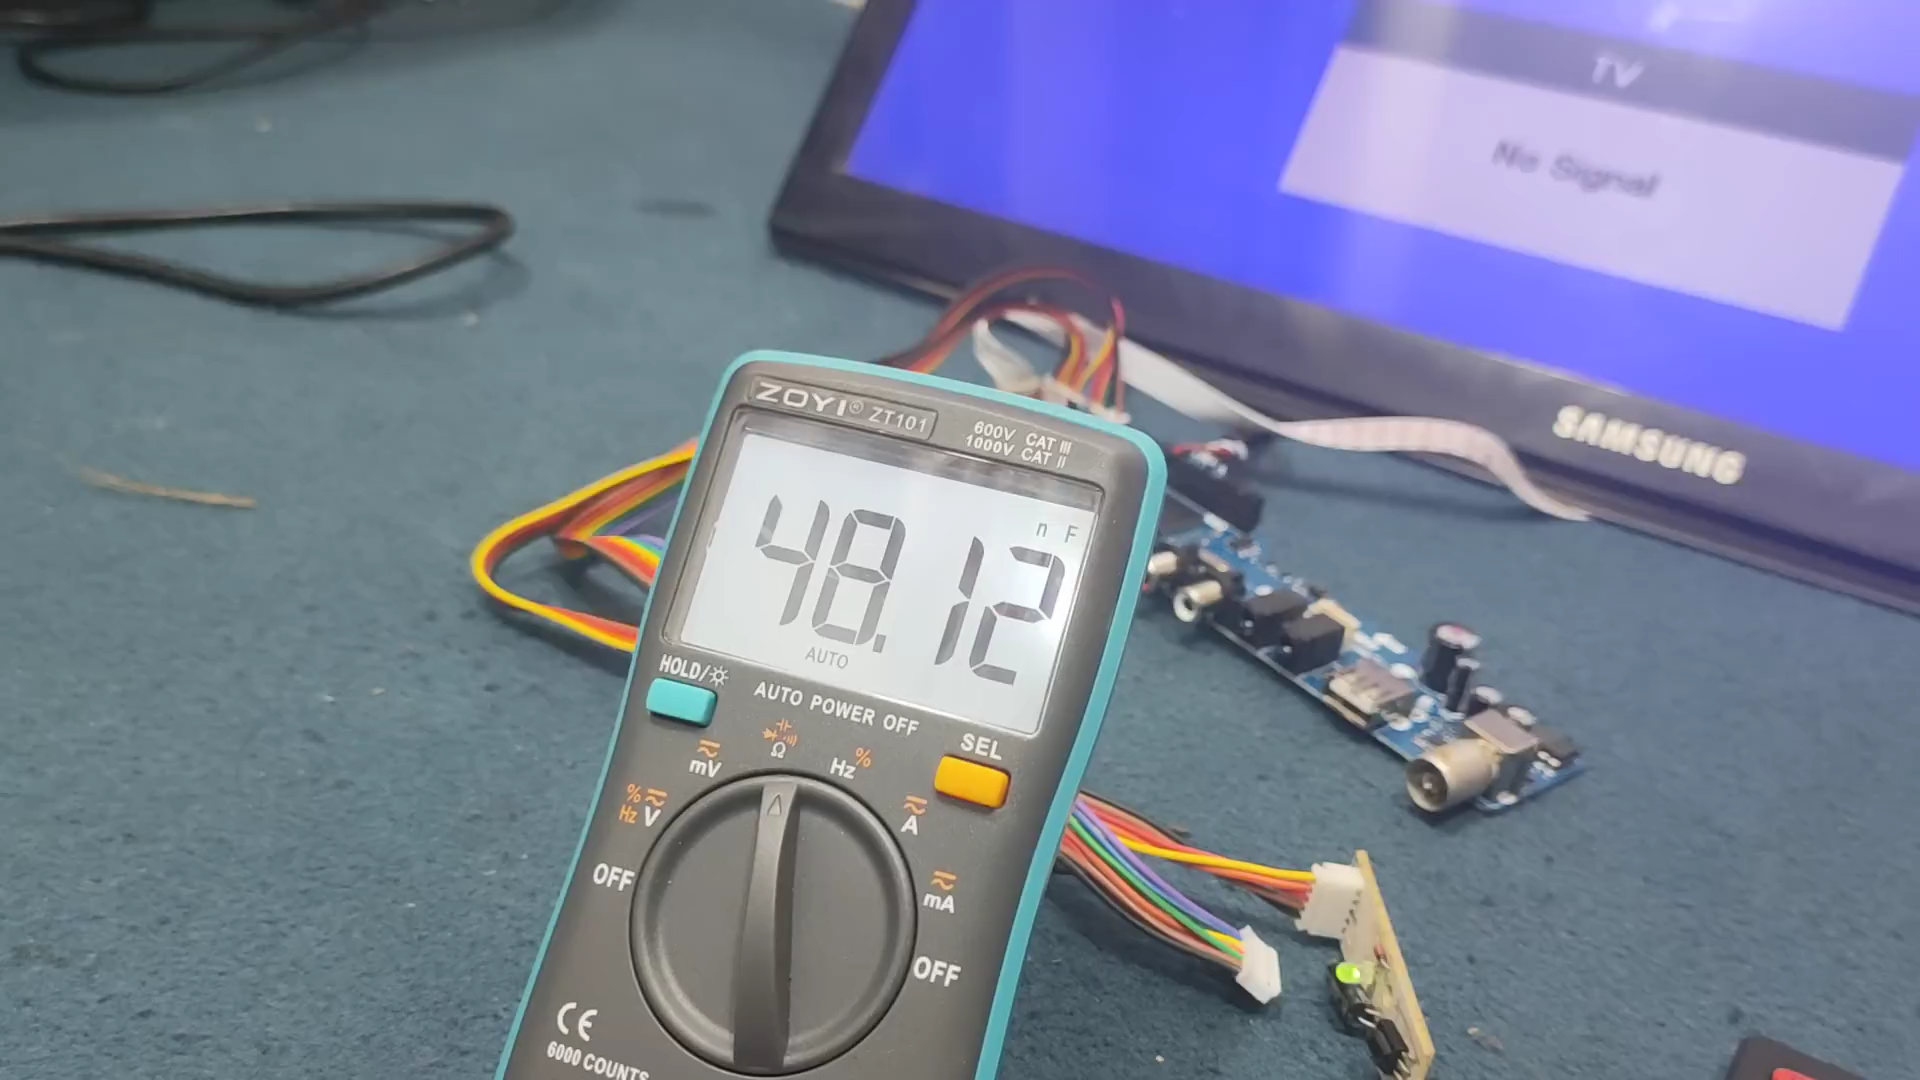 TV
No Signal
SAMSUNG
ZOYI® ZT101
600V CAT III
1000V CAT II
n F
48.12
AUTO
HOLD/
AUTO POWER OFF
SEL
mV
Ω
Hz %
% Hz V
A
OFF
mA
OFF
CE
6000 COUNTS